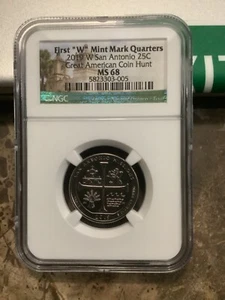 First "W" Mint Mark Quarters
2019 W San Antonio 25C
Great American Coin Hunt
MS 68
5823303-005
NGC